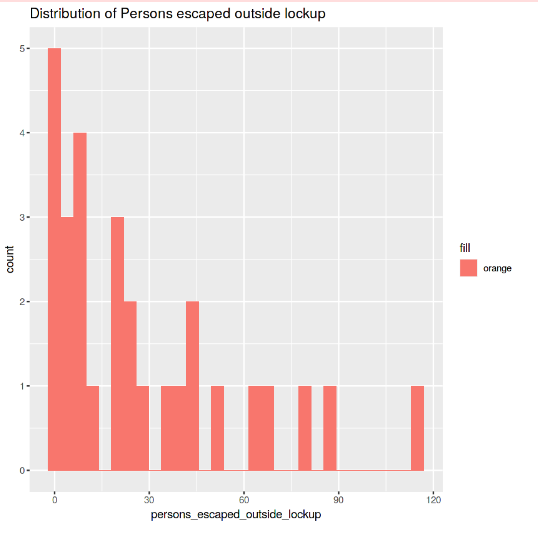 Distribution of Persons escaped outside lockup
5
4
3
2
1
0
count
0 30 60 90 120
persons_escaped_outside_lockup
fill
orange